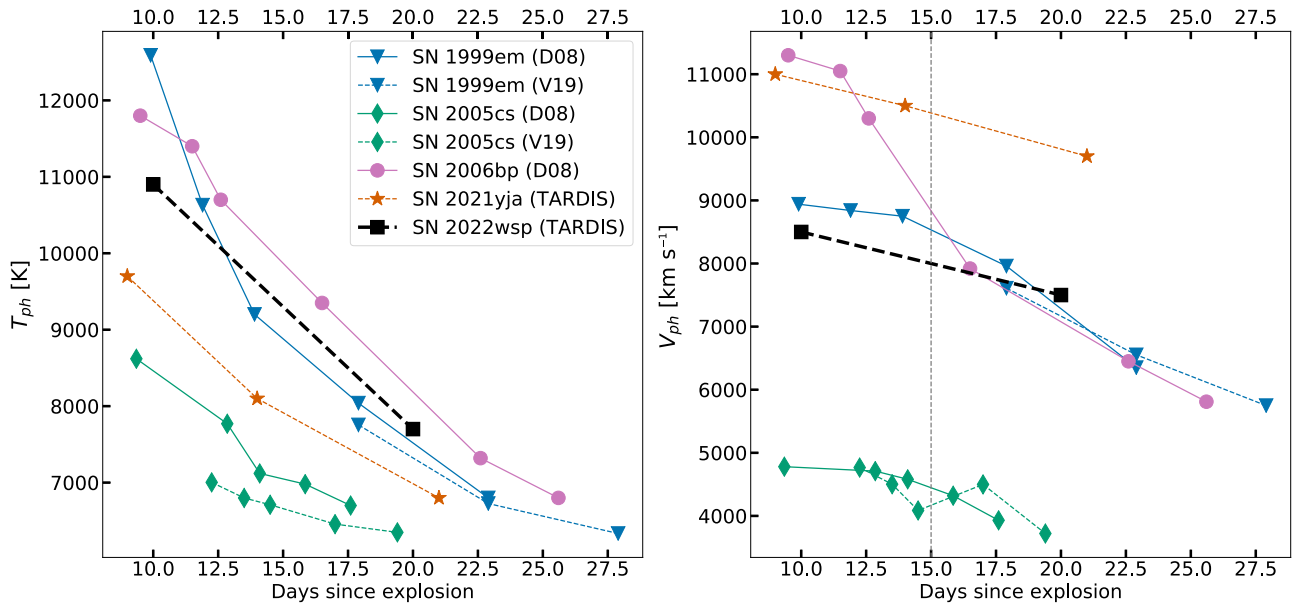 10.0 12.5 15.0 17.5 20.0 22.5 25.0 27.5
12000
11000
10000
9000
8000
7000
T_ph [K]
SN 1999em (D08)
SN 1999em (V19)
SN 2005cs (D08)
SN 2005cs (V19)
SN 2006bp (D08)
SN 2021yja (TARDIS)
SN 2022wsp (TARDIS)
10.0 12.5 15.0 17.5 20.0 22.5 25.0 27.5
Days since explosion
10.0 12.5 15.0 17.5 20.0 22.5 25.0 27.5
11000
10000
9000
8000
7000
6000
5000
4000
V_ph [km s⁻¹]
10.0 12.5 15.0 17.5 20.0 22.5 25.0 27.5
Days since explosion